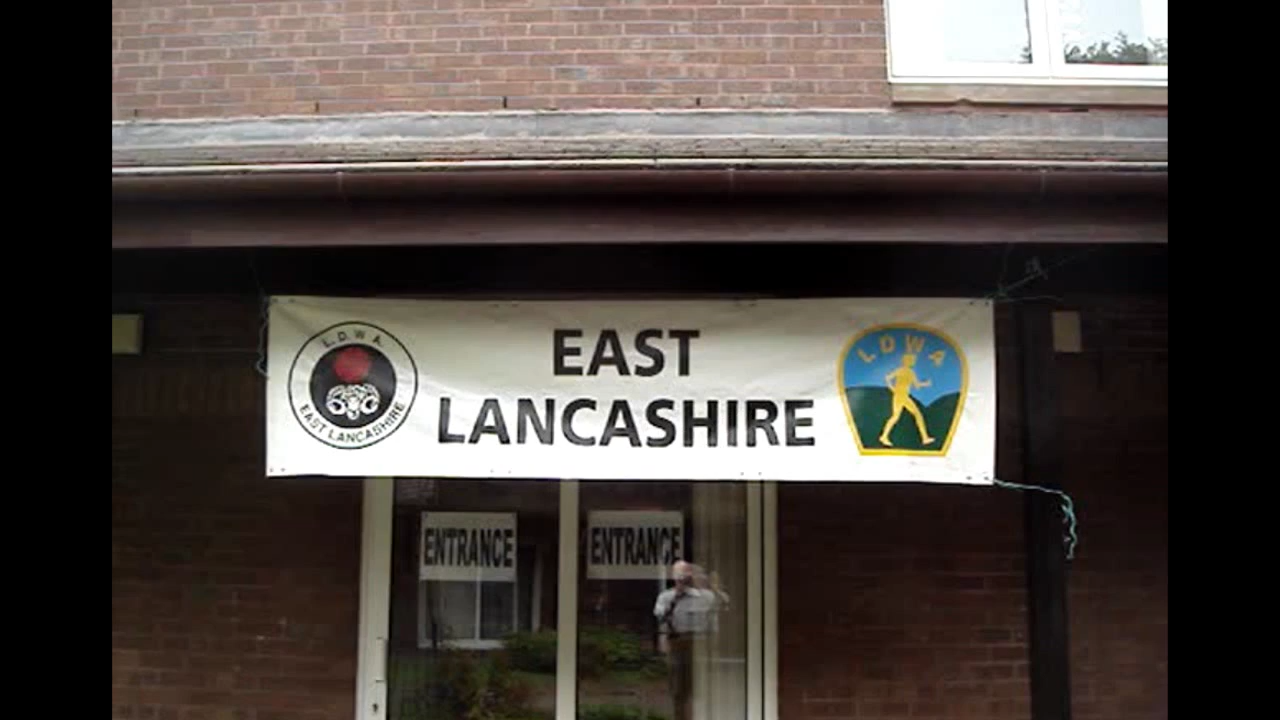 L.D.W.A.
EAST LANCASHIRE
EAST
LANCASHIRE
LDWA
ENTRANCE
ENTRANCE